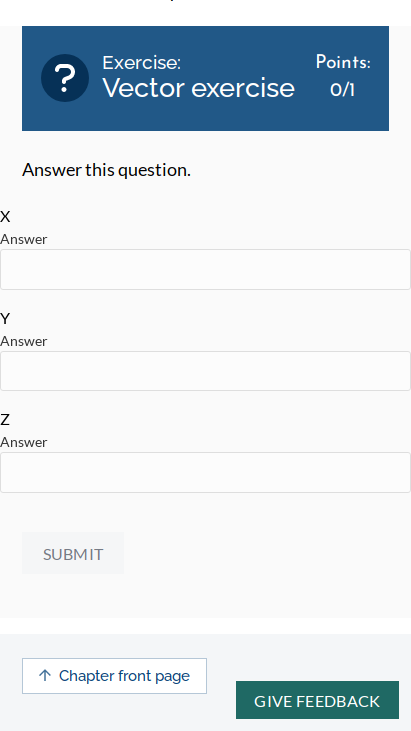 Exercise:
Vector exercise
Points:
0/1
Answer this question.
X
Answer
Y
Answer
Z
Answer
SUBMIT
Chapter front page
GIVE FEEDBACK